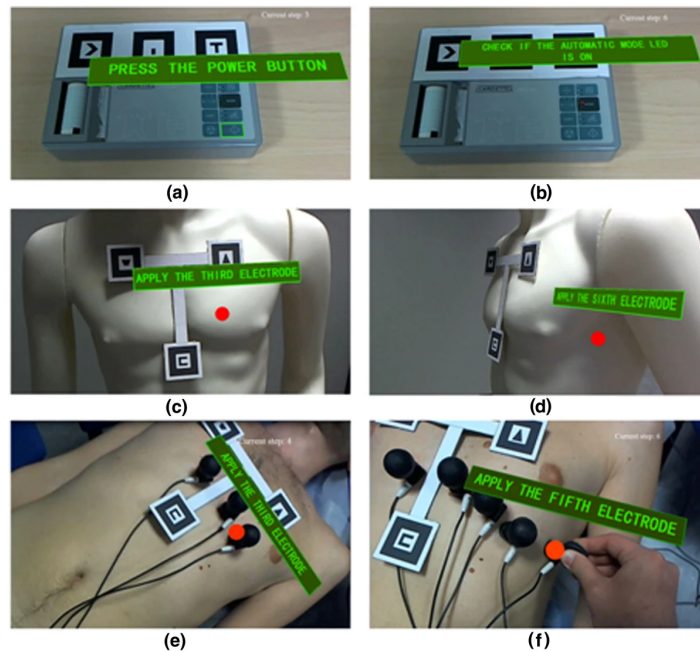 Current step: 3
PRESS THE POWER BUTTON
(a)
Current step: 6
CHECK IF THE AUTOMATIC MODE LED
IS ON
(b)
APPLY THE THIRD ELECTRODE
(c)
APPLY THE SIXTH ELECTRODE
(d)
Current step: 4
APPLY THE THIRD ELECTRODE
(e)
Current step: 6
APPLY THE FIFTH ELECTRODE
(f)